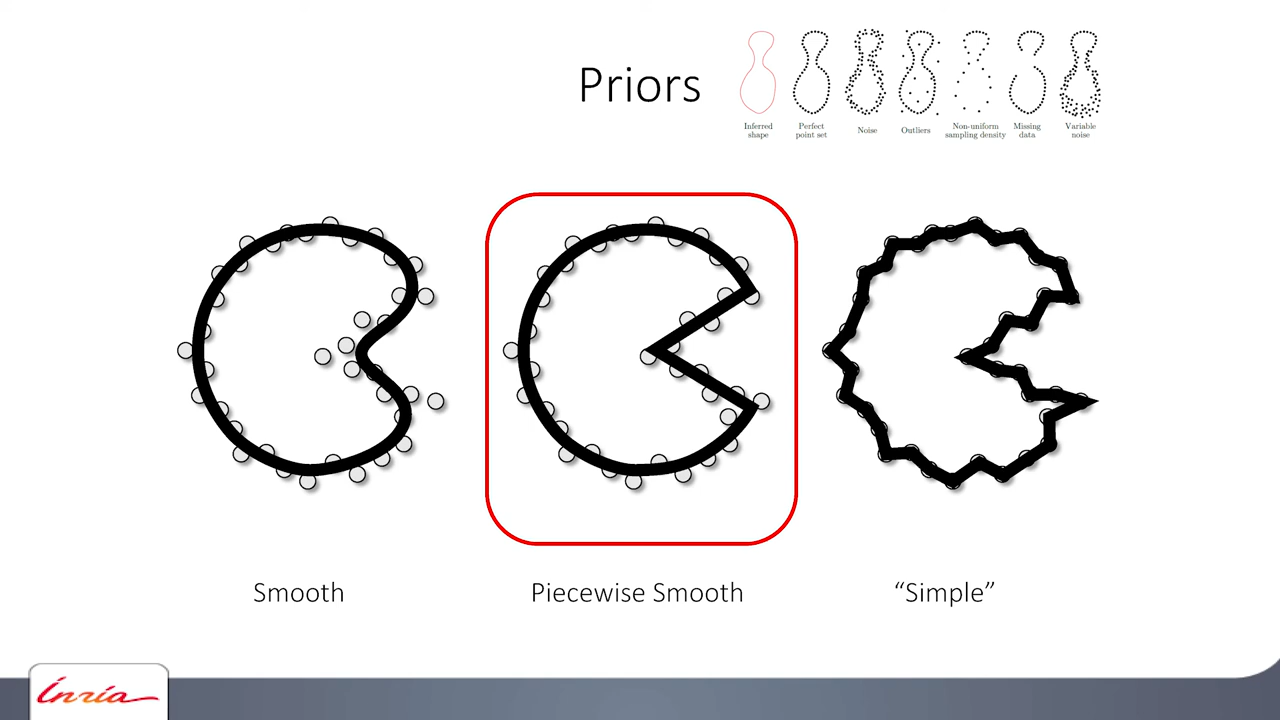 Priors
Inferred
shape
Perfect
point set
Noise
Outliers
Non-uniform
sampling density
Missing
data
Variable
noise
Smooth
Piecewise Smooth
“Simple”
Inria